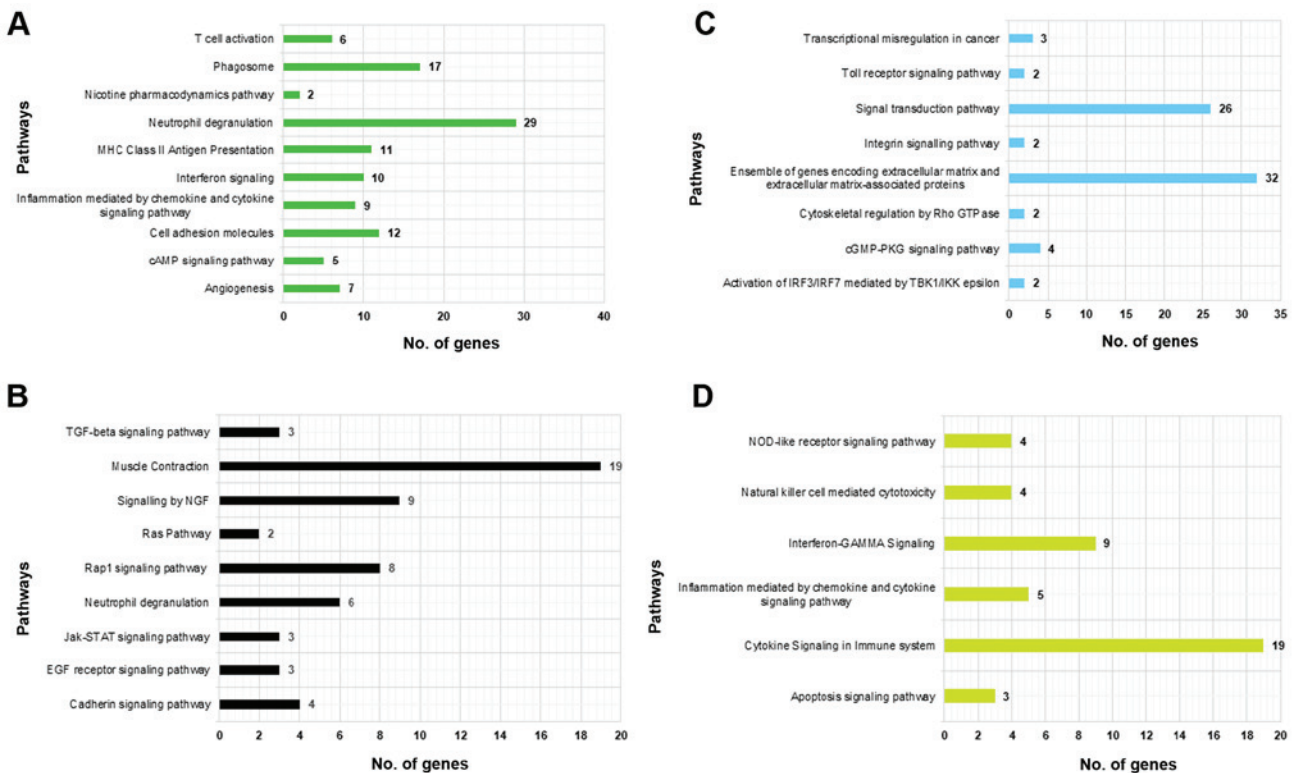 A
Pathways
T cell activation
6
Phagosome
17
Nicotine pharmacodynamics pathway
2
Neutrophil degranulation
29
MHC Class II Antigen Presentation
11
Interferon signaling
10
Inflammation mediated by chemokine and cytokine
signaling pathway
9
Cell adhesion molecules
12
cAMP signaling pathway
5
Angiogenesis
7
0 10 20 30 40
No. of genes
C
Pathways
Transcriptional misregulation in cancer
3
Toll receptor signaling pathway
2
Signal transduction pathway
26
Integrin signalling pathway
2
Ensemble of genes encoding extracellular matrix and
extracellular matrix-associated proteins
32
Cytoskeletal regulation by Rho GTPase
2
cGMP-PKG signaling pathway
4
Activation of IRF3/IRF7 mediated by TBK1/IKK epsilon
2
0 5 10 15 20 25 30 35
No. of genes
B
Pathways
TGF-beta signaling pathway
3
Muscle Contraction
19
Signalling by NGF
9
Ras Pathway
2
Rap1 signaling pathway
8
Neutrophil degranulation
6
Jak-STAT signaling pathway
3
EGF receptor signaling pathway
3
Cadherin signaling pathway
4
0 2 4 6 8 10 12 14 16 18 20
No. of genes
D
Pathways
NOD-like receptor signaling pathway
4
Natural killer cell mediated cytotoxicity
4
Interferon-GAMMA Signaling
9
Inflammation mediated by chemokine and cytokine
signaling pathway
5
Cytokine Signaling in Immune system
19
Apoptosis signaling pathway
3
0 2 4 6 8 10 12 14 16 18 20
No. of genes